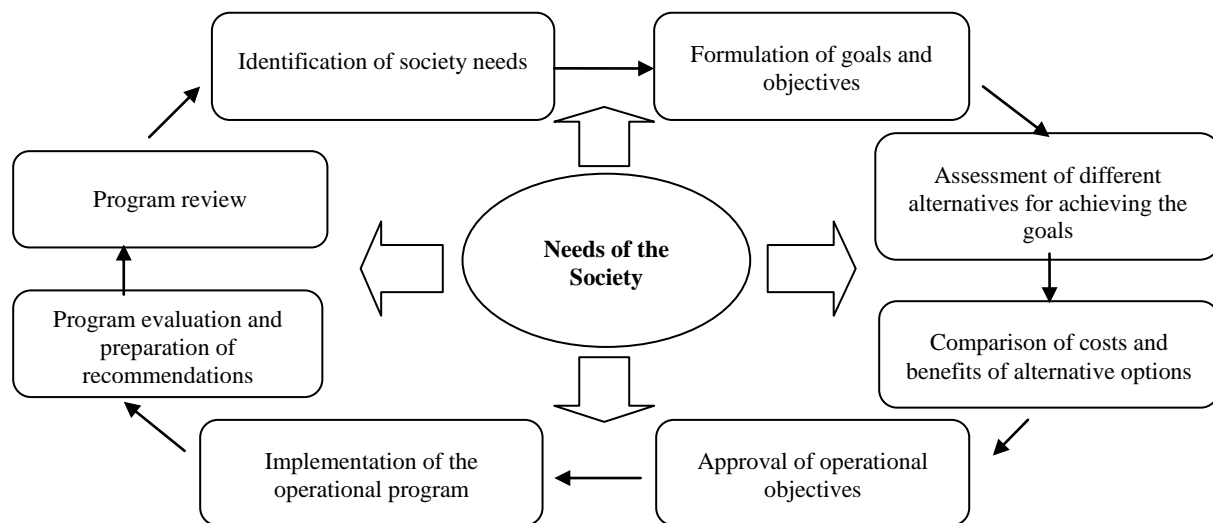 Identification of society needs
Formulation of goals and
objectives
Assessment of different
alternatives for achieving the
goals
Comparison of costs and
benefits of alternative options
Approval of operational
objectives
Implementation of the
operational program
Program evaluation and
preparation of
recommendations
Program review
Needs of the
Society